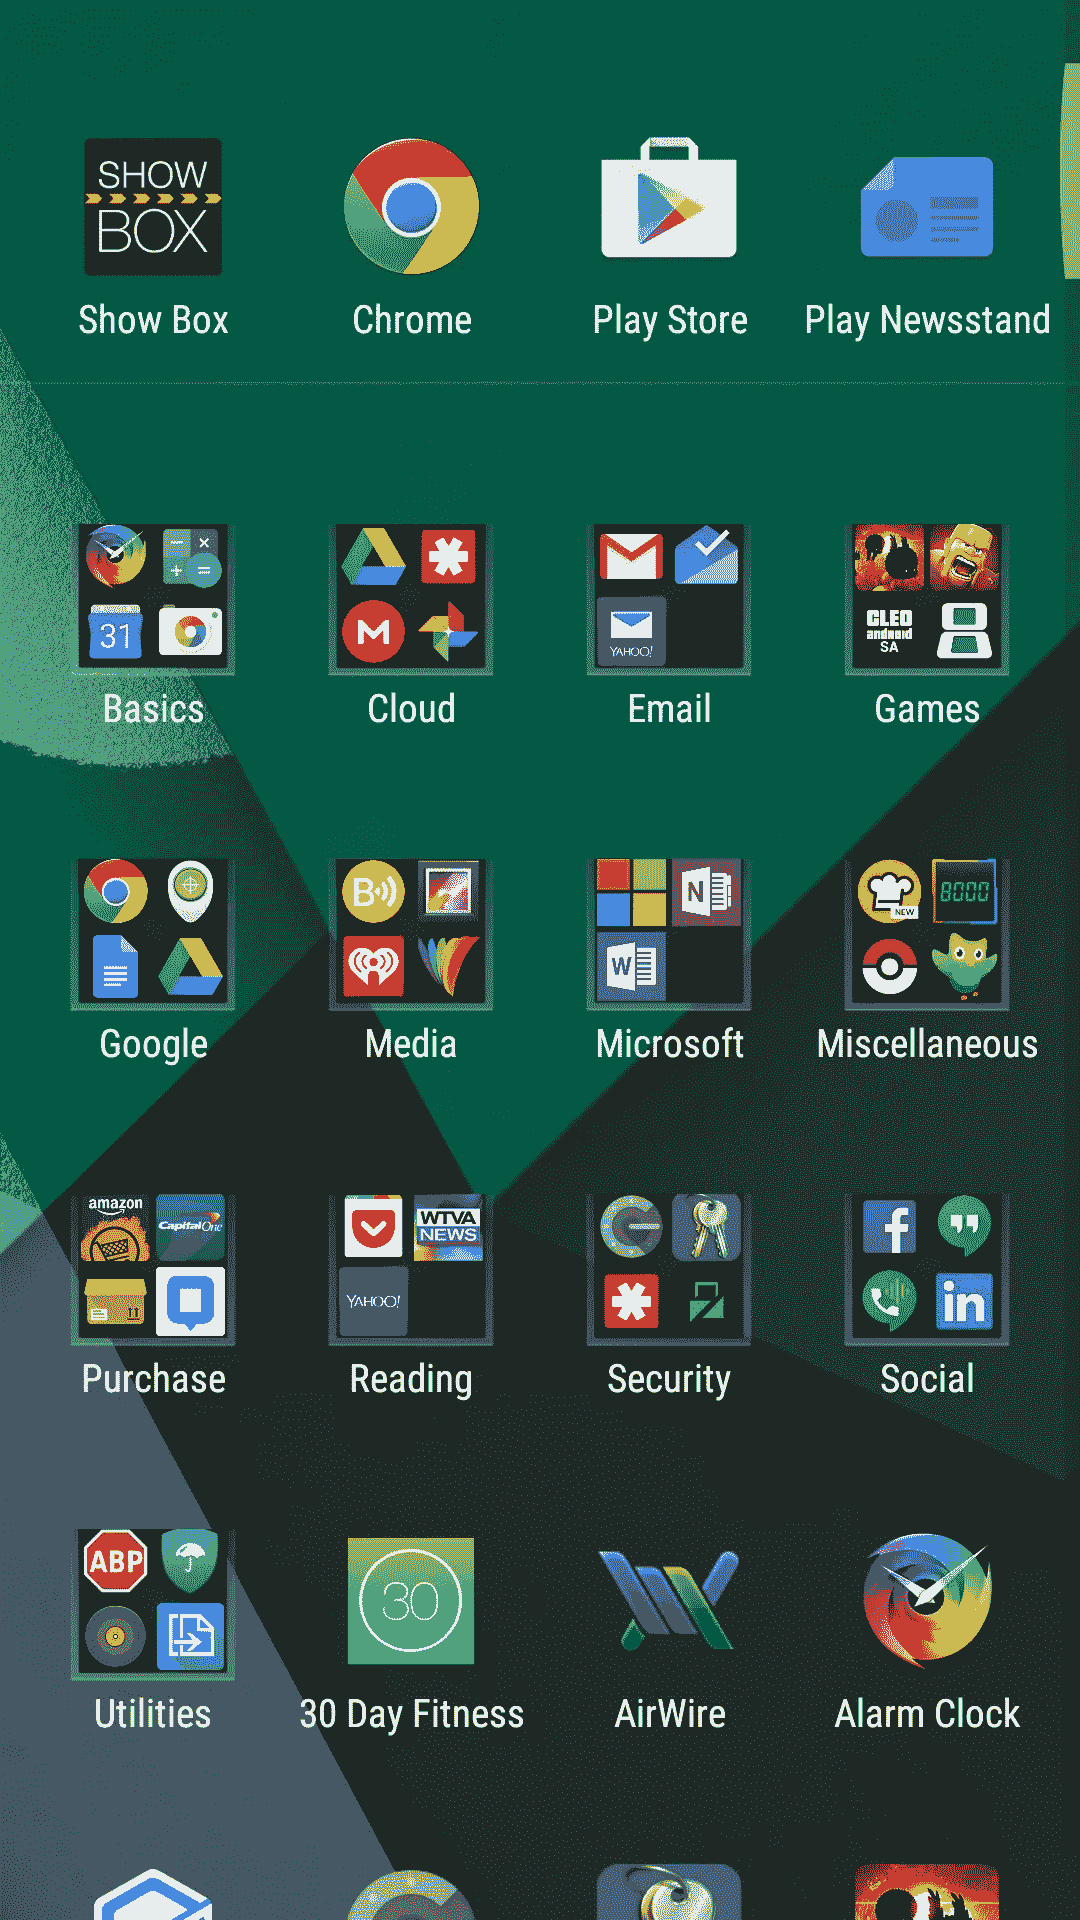 SHOW
BOX
Show Box
Chrome
Play Store
Play Newsstand
31
M
YAHOO!
CLEO
android
SA
Basics
Cloud
Email
Games
B
N
W
NEW
8000
Google
Media
Microsoft
Miscellaneous
amazon
CapitalOne
WTVA
NEWS
YAHOO!
f
in
Purchase
Reading
Security
Social
ABP
30
Utilities
30 Day Fitness
AirWire
Alarm Clock